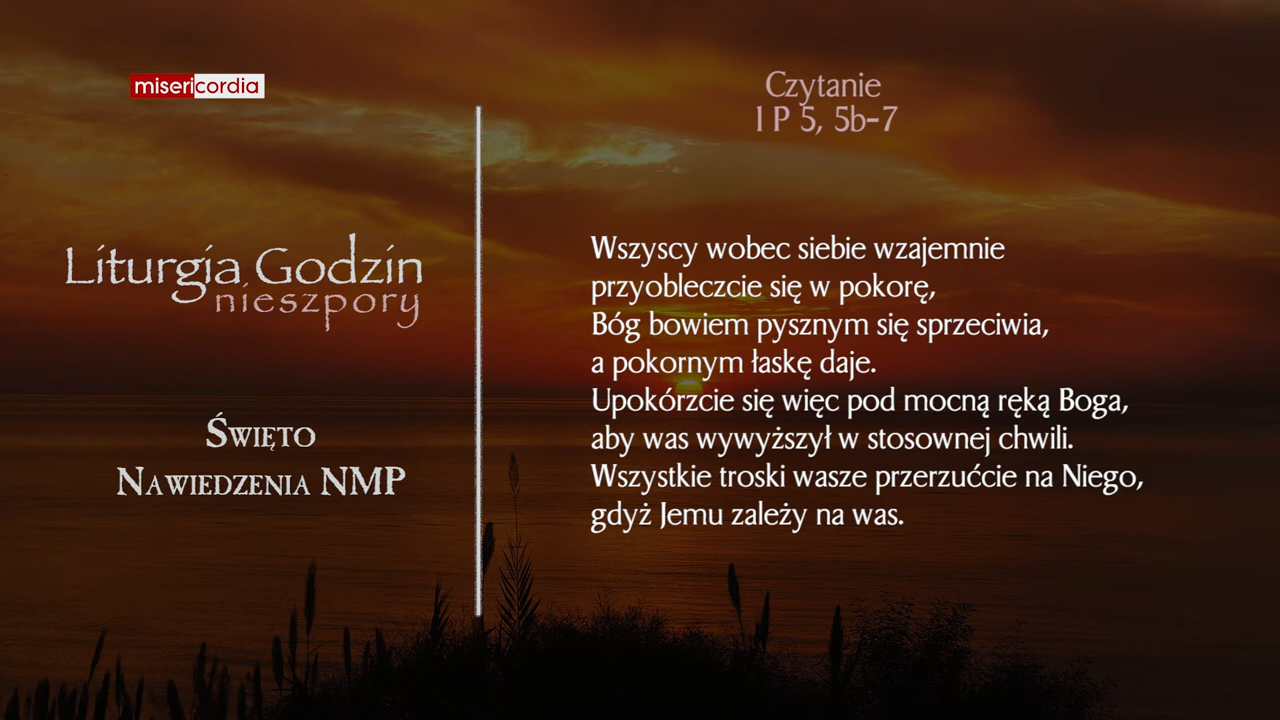 misericordia
Liturgia Godzin
nieszpory
Święto
Nawiedzenia NMP
Czytanie
1 P 5, 5b-7
Wszyscy wobec siebie wzajemnie
przyobleczcie się w pokorę,
Bóg bowiem pysznym się sprzeciwia,
a pokornym łaskę daje.
Upokórzcie się więc pod mocną ręką Boga,
aby was wywyższył w stosownej chwili.
Wszystkie troski wasze przerzućcie na Niego,
gdyż Jemu zależy na was.